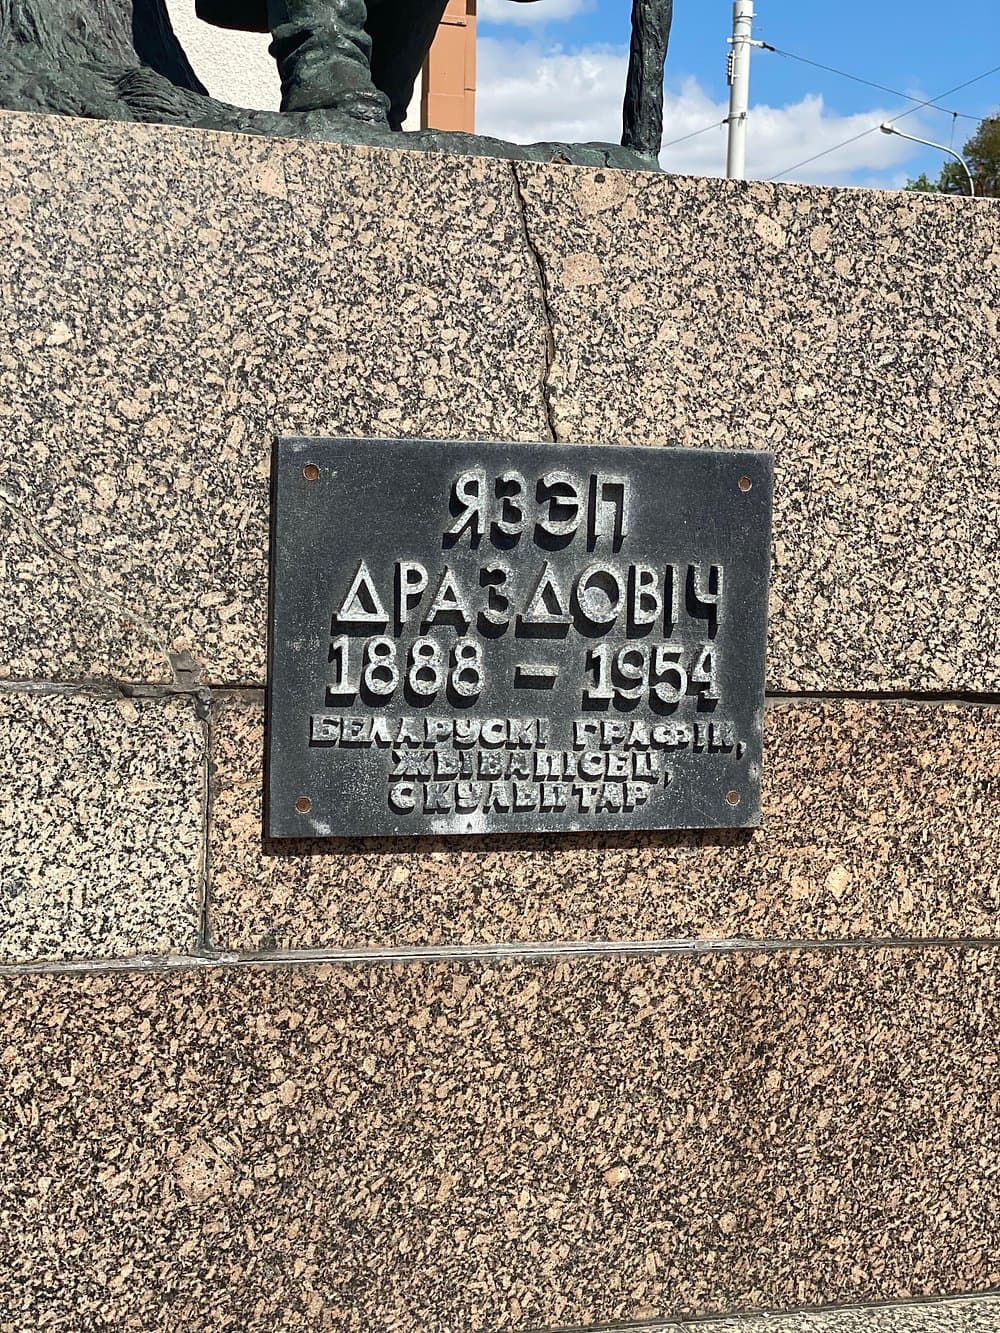 ЯЗЭП
ДРАЗДОВІЧ
1888 – 1954
БЕЛАРУСКІ ГРАФІК,
ЖЫВАПІСЕЦ,
СКУЛЬПТАР